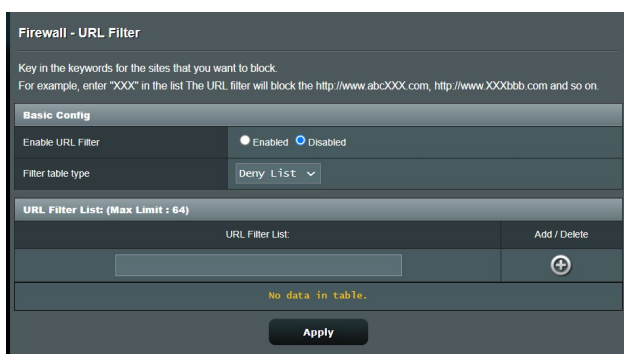 Firewall - URL Filter
Key in the keywords for the sites that you want to block.
For example, enter "XXX" in the list The URL filter will block the http://www.abcXXX.com, http://www.XXXbbb.com and so on.
Basic Config
Enable URL Filter Enabled Disabled
Filter table type Deny List
URL Filter List: (Max Limit : 64)
URL Filter List: Add / Delete
No data in table.
Apply